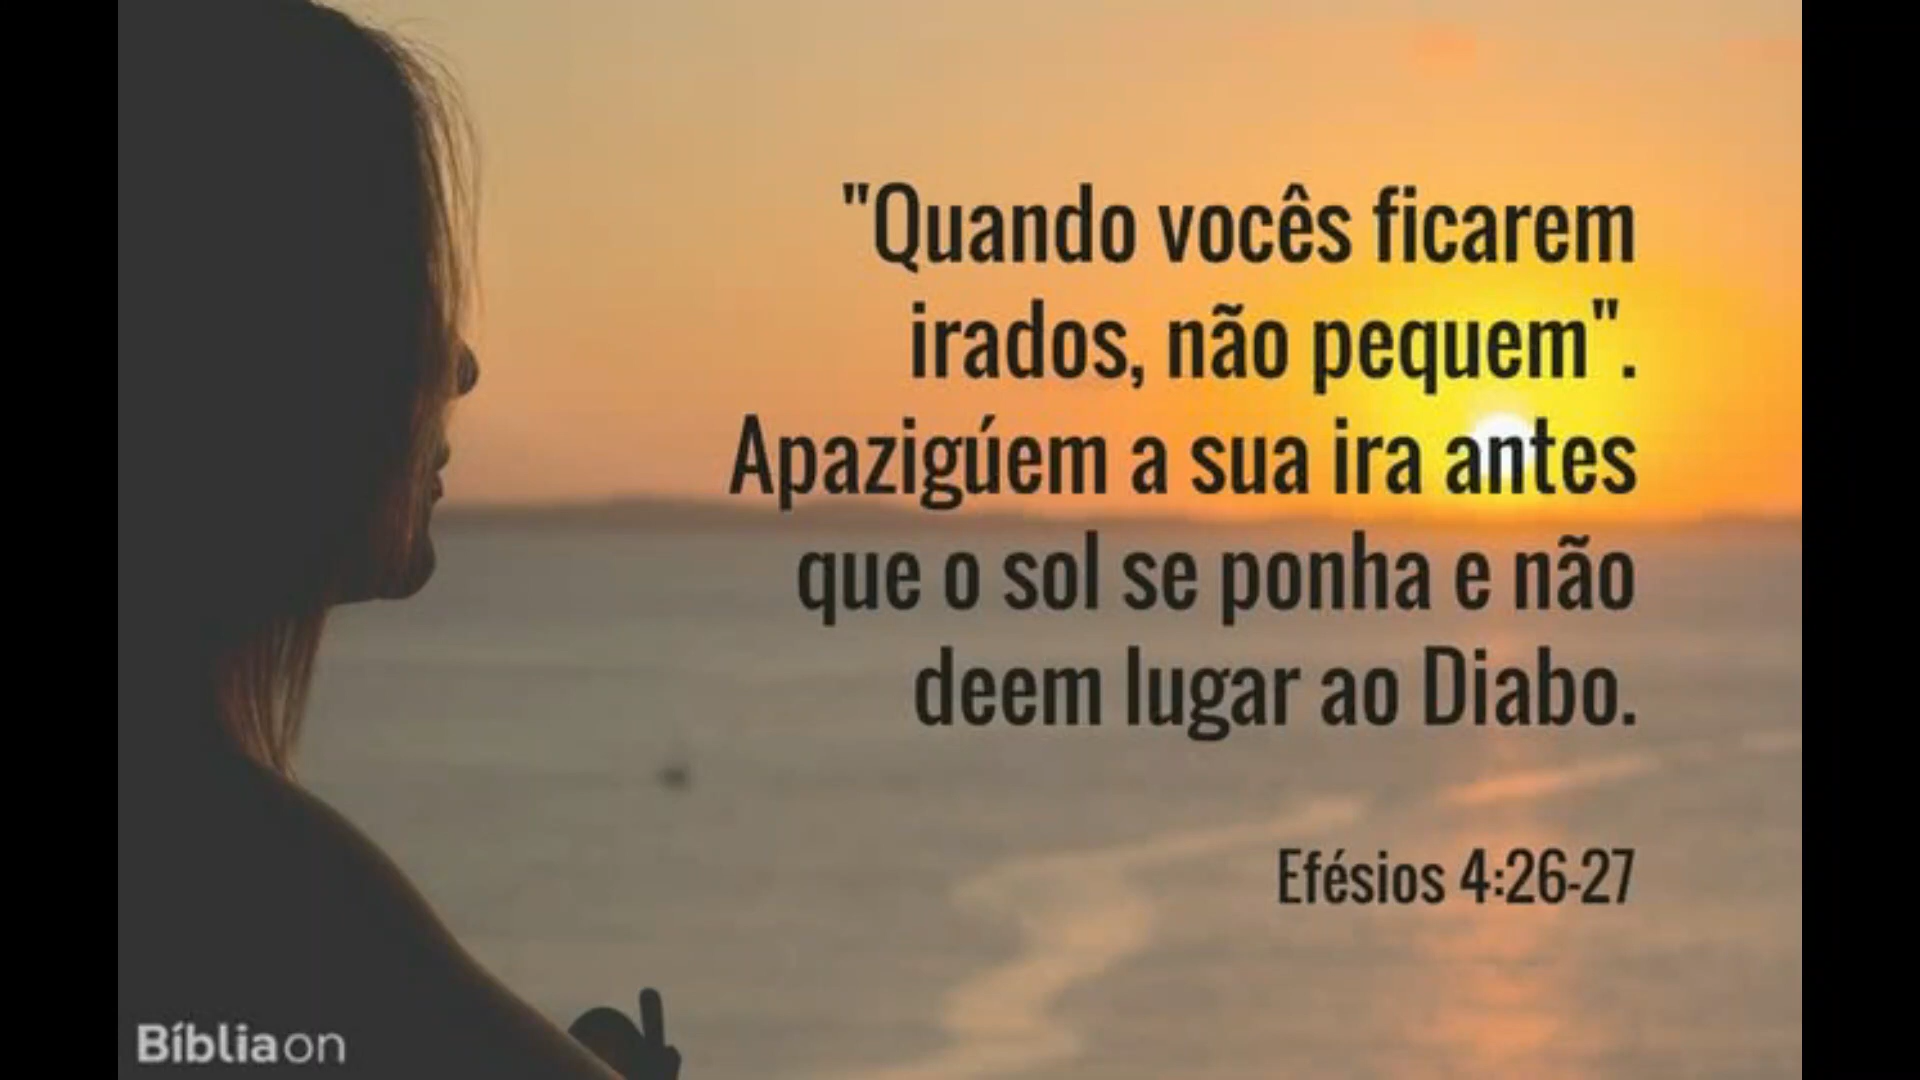 "Quando vocês ficarem
irados, não pequem".
Apazigúem a sua ira antes
que o sol se ponha e não
deem lugar ao Diabo.
Efésios 4:26-27
Bíbliaon